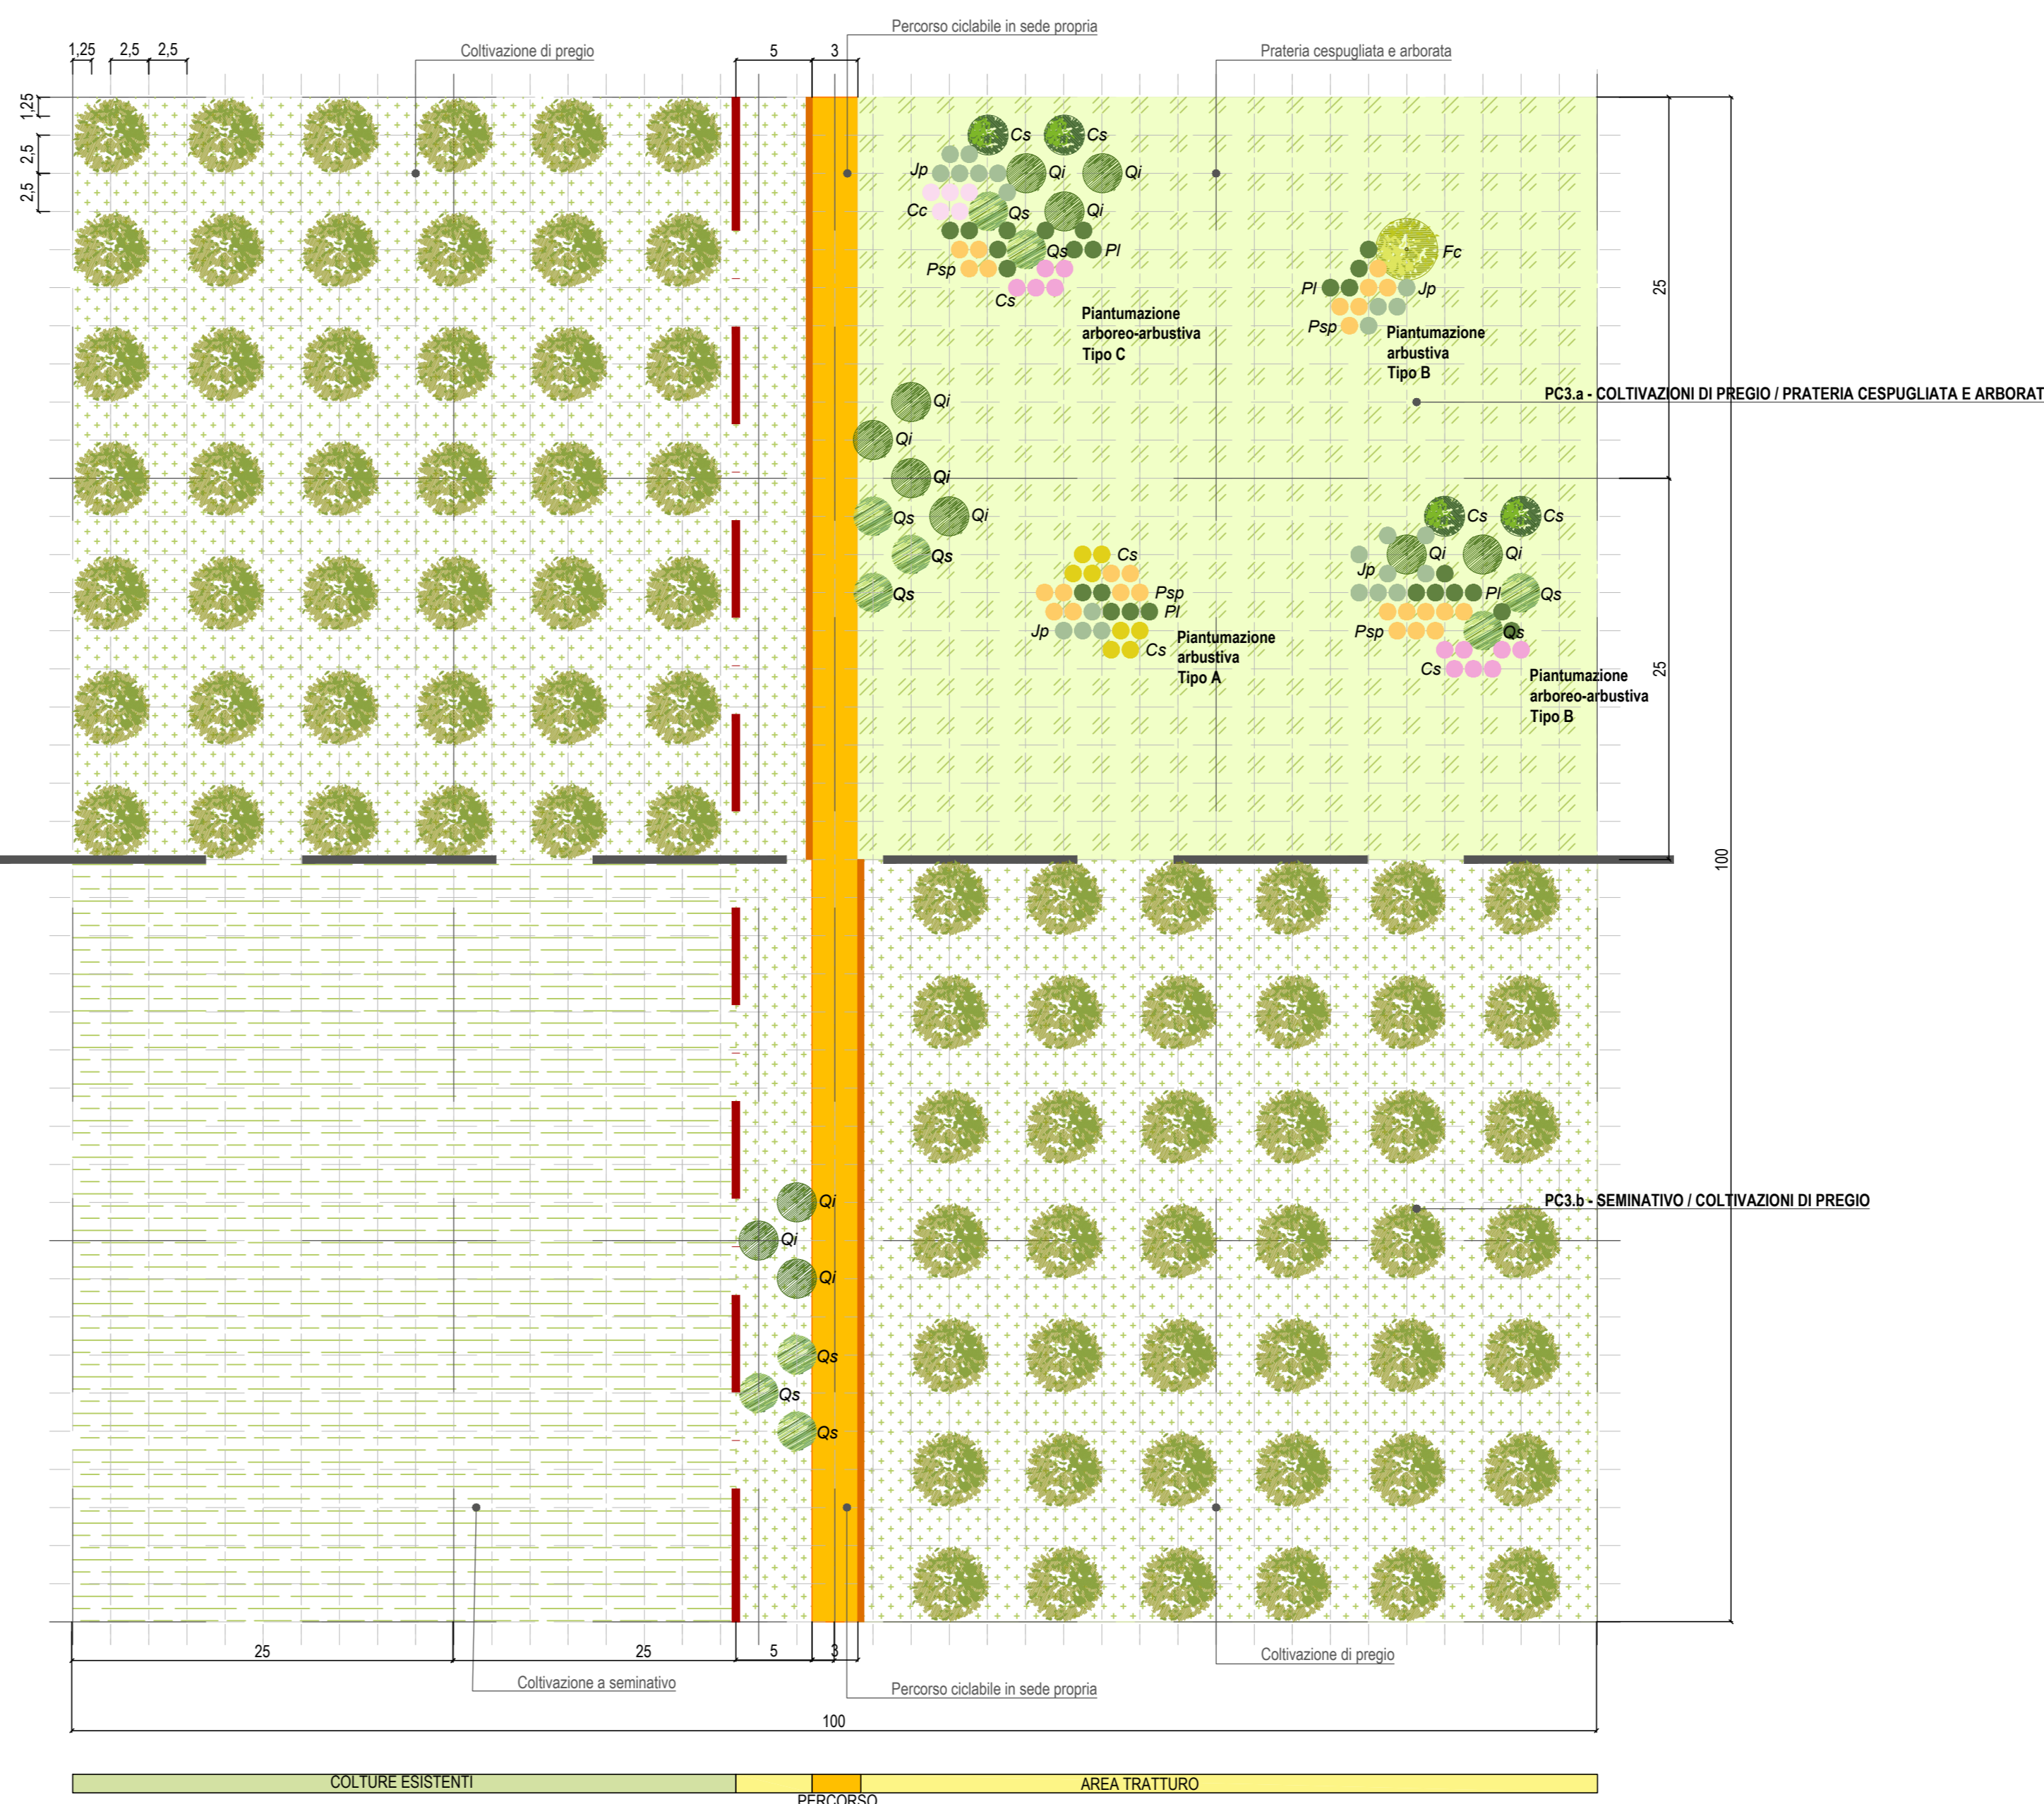 Percorso ciclabile in sede propria
1,25
2,5
2,5
Coltivazione di pregio
5
3
Prateria cespugliata e arborata
1,25
2,5
2,5
Cs
Cs
Jp
Qi
Qi
Cc
Qs
Qi
Qs
Pl
Psp
Cs
Fc
Pl
Jp
Psp
Piantumazione
arboreo-arbustiva
Tipo C
Piantumazione
arbustiva
Tipo B
25
PC3.a - COLTIVAZIONI DI PREGIO / PRATERIA CESPUGLIATA E ARBORAT
Qi
Qi
Qi
Qs
Qi
Qs
Qs
Cs
Psp
Pl
Jp
Cs
Piantumazione
arbustiva
Tipo A
Cs
Cs
Qi
Qi
Jp
Pl
Qs
Psp
Qs
Cs
Piantumazione
arboreo-arbustiva
Tipo B
25
100
Qi
Qi
Qi
Qs
Qs
Qs
PC3.b - SEMINATIVO / COLTIVAZIONI DI PREGIO
25
25
5
3
Coltivazione a seminativo
Percorso ciclabile in sede propria
Coltivazione di pregio
100
COLTURE ESISTENTI
AREA TRATTURO
PERCORSO